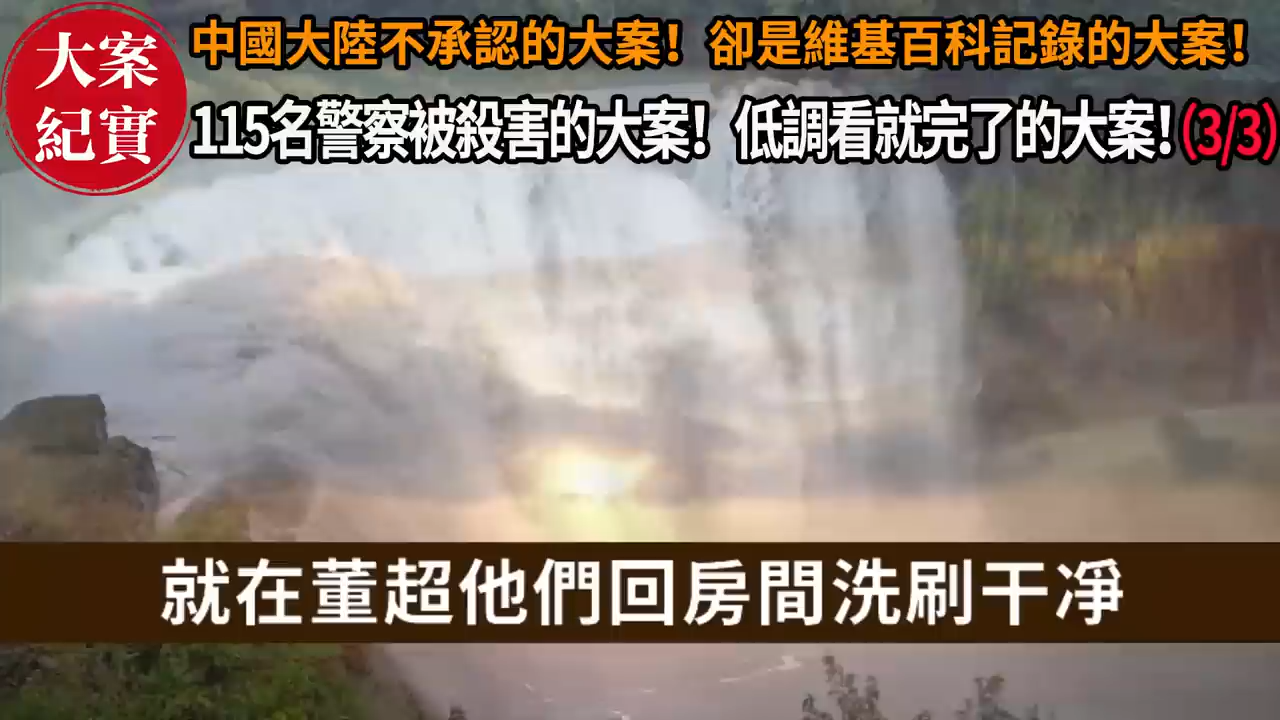 大案
紀實
中國大陸不承認的大案！卻是維基百科記錄的大案！
115名警察被殺害的大案！低調看就完了的大案！(3/3)
就在董超他們回房間洗刷干凈